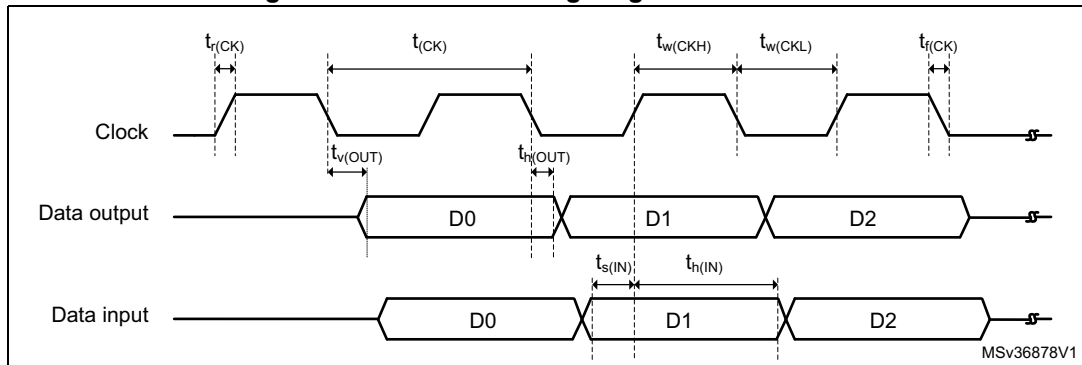 t_r(CK) t_(CK) t_w(CKH) t_w(CKL) t_f(CK)
Clock
t_v(OUT) t_h(OUT)
Data output D0 D1 D2
t_s(IN) t_h(IN)
Data input D0 D1 D2
MSv36878V1